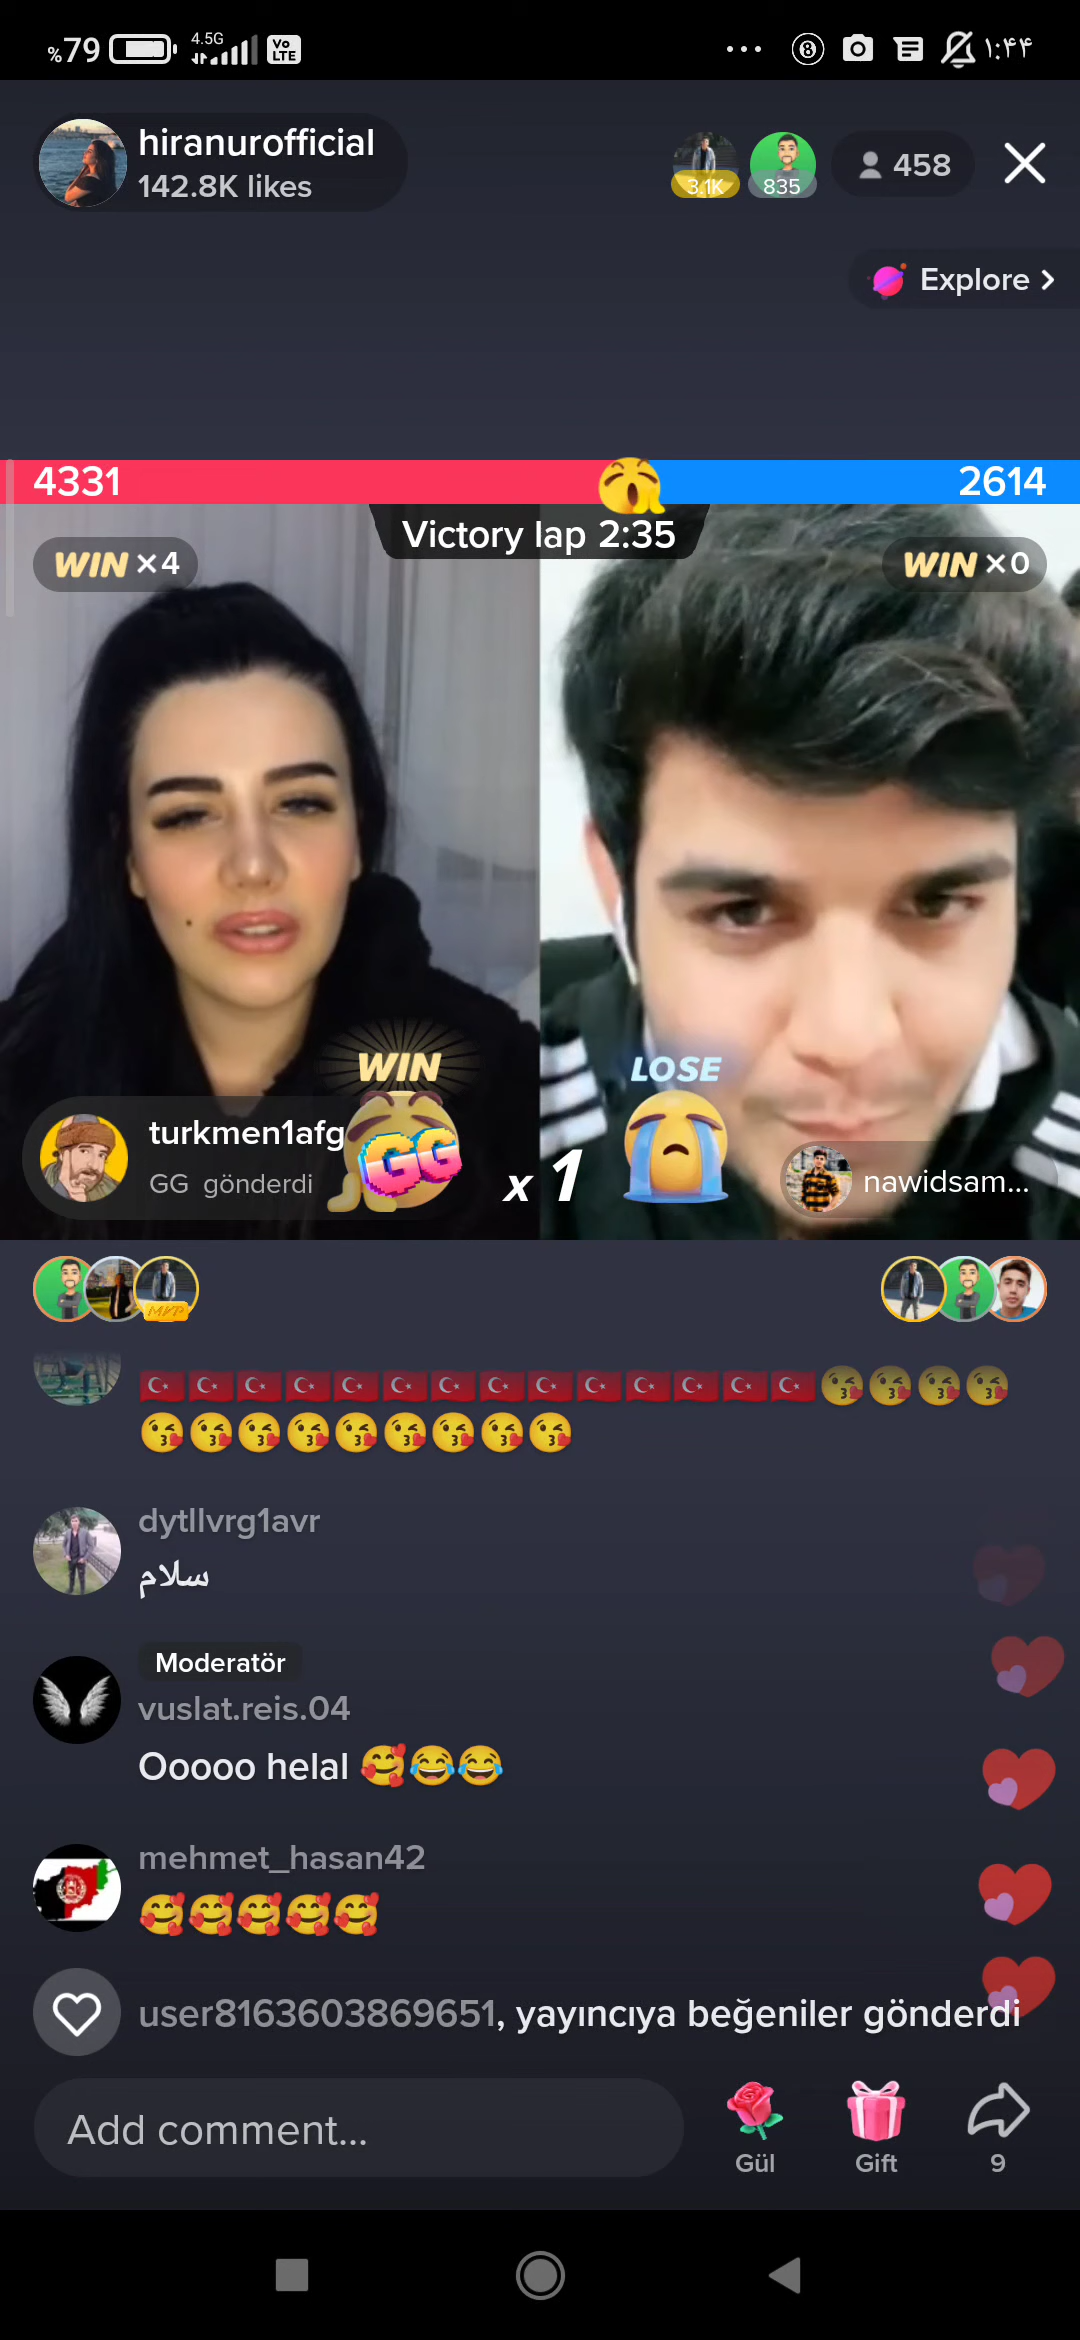 %79 4.5G Vo LTE ۱:۴۴
hiranurofficial
142.8K likes
3.1K 835 458
Explore
4331 2614
Victory lap 2:35
WIN ×4 WIN ×0
WIN LOSE
turkmen1afg
GG gönderdi
GG
x 1
nawidsam...
MVP
dytllvrg1avr
سلام
Moderatör
vuslat.reis.04
Ooooo helal 🥰😂😂
mehmet_hasan42
🥰🥰🥰🥰🥰
user8163603869651, yayıncıya beğeniler gönderdi
Add comment...
Gül Gift 9